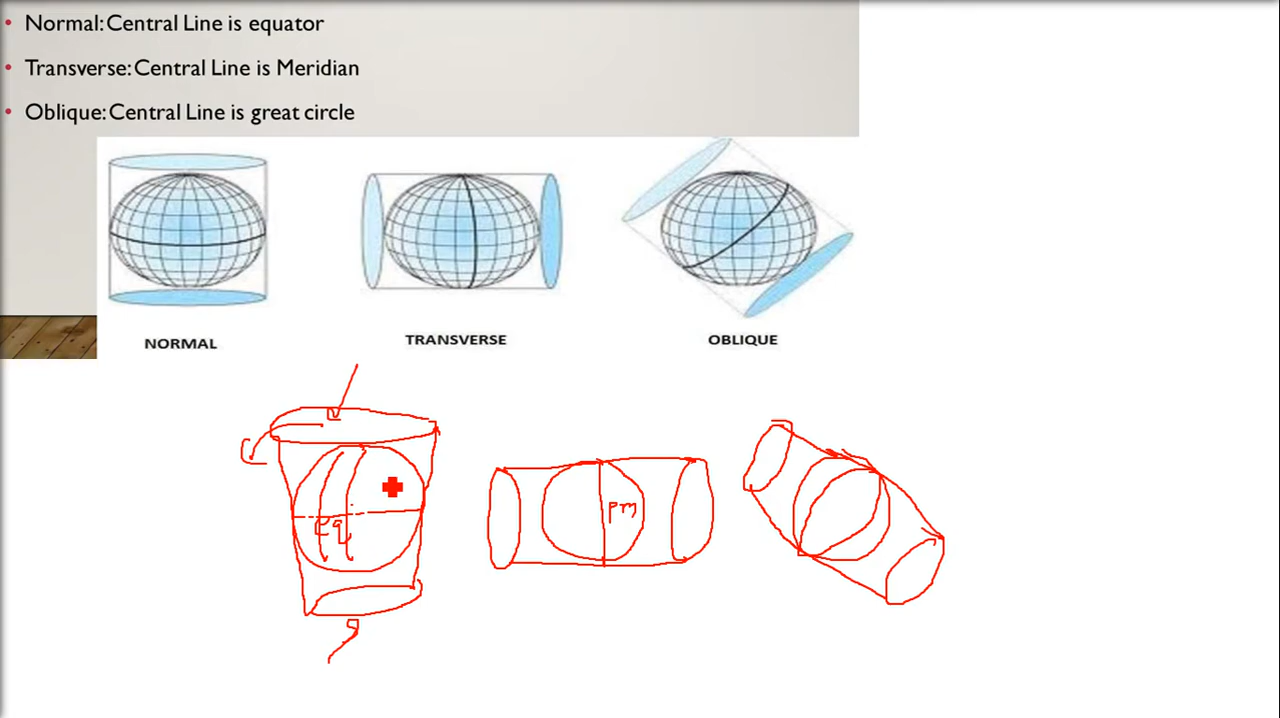 • Normal: Central Line is equator
• Transverse: Central Line is Meridian
• Oblique: Central Line is great circle
NORMAL TRANSVERSE OBLIQUE
Eq
pm